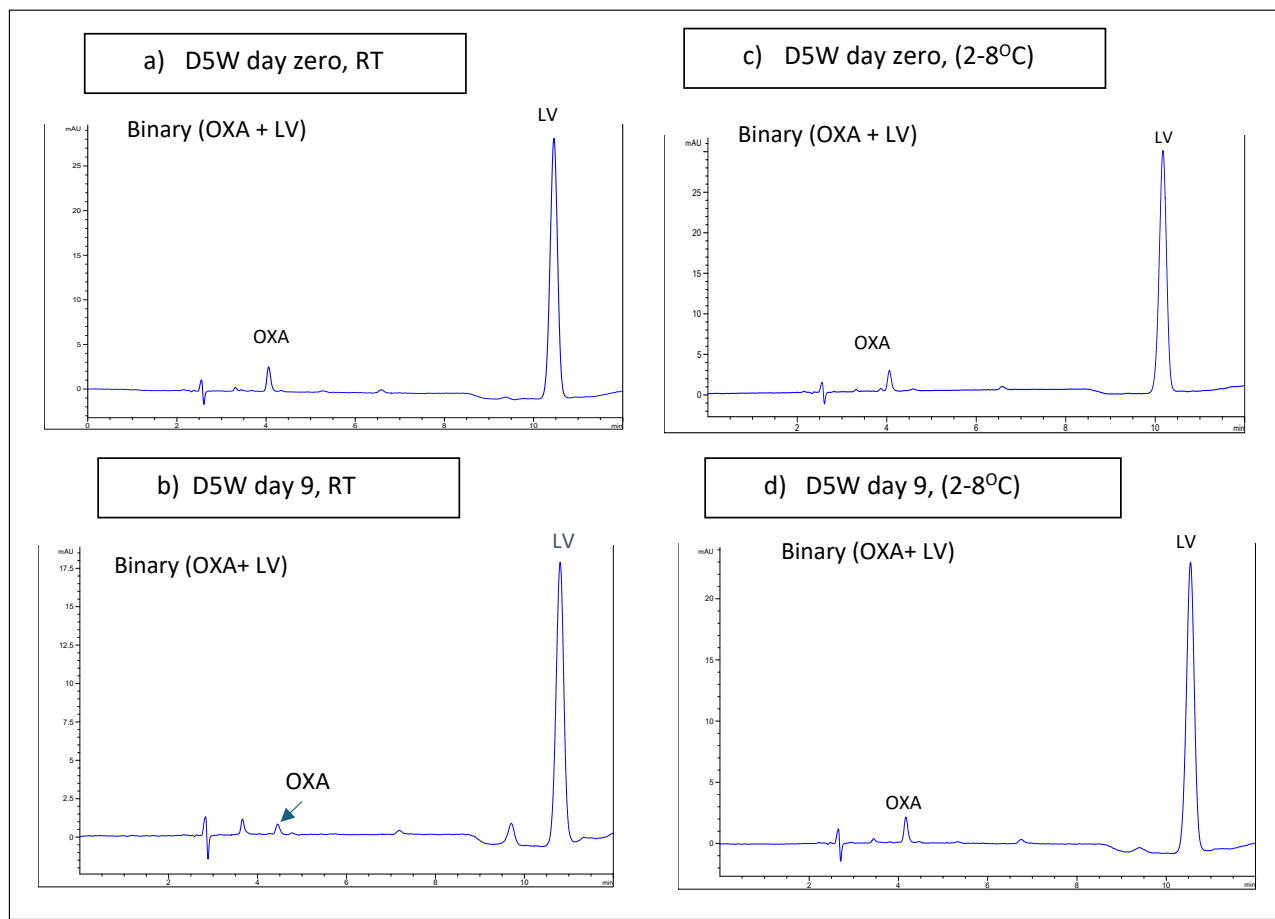 a) D5W day zero, RT
Binary (OXA + LV)
LV
mAU
25
20
15
10
5
0
OXA
0 2 4 6 8 10 min
c) D5W day zero, (2-8⁰C)
Binary (OXA + LV)
LV
mAU
25
20
15
10
5
0
OXA
2 4 6 8 10 min
b) D5W day 9, RT
Binary (OXA+ LV)
LV
mAU
17.5
15
12.5
10
7.5
5
2.5
0
OXA
2 4 6 8 10 min
d) D5W day 9, (2-8⁰C)
Binary (OXA+ LV)
LV
mAU
20
15
10
5
0
OXA
2 4 6 8 10 min